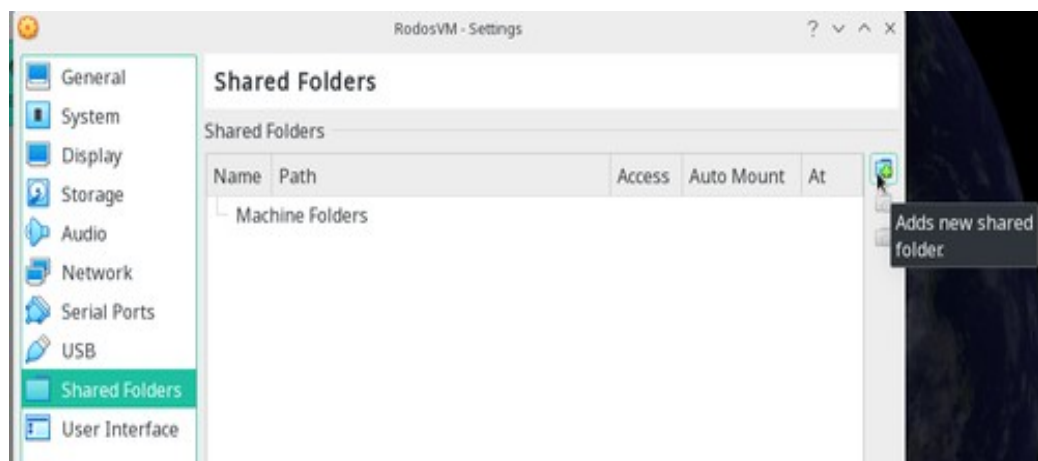 RodosVM - Settings
?
General
System
Display
Storage
Audio
Network
Serial Ports
USB
Shared Folders
User Interface
Shared Folders
Shared Folders
Name Path Access Auto Mount At
Machine Folders
Adds new shared
folder.